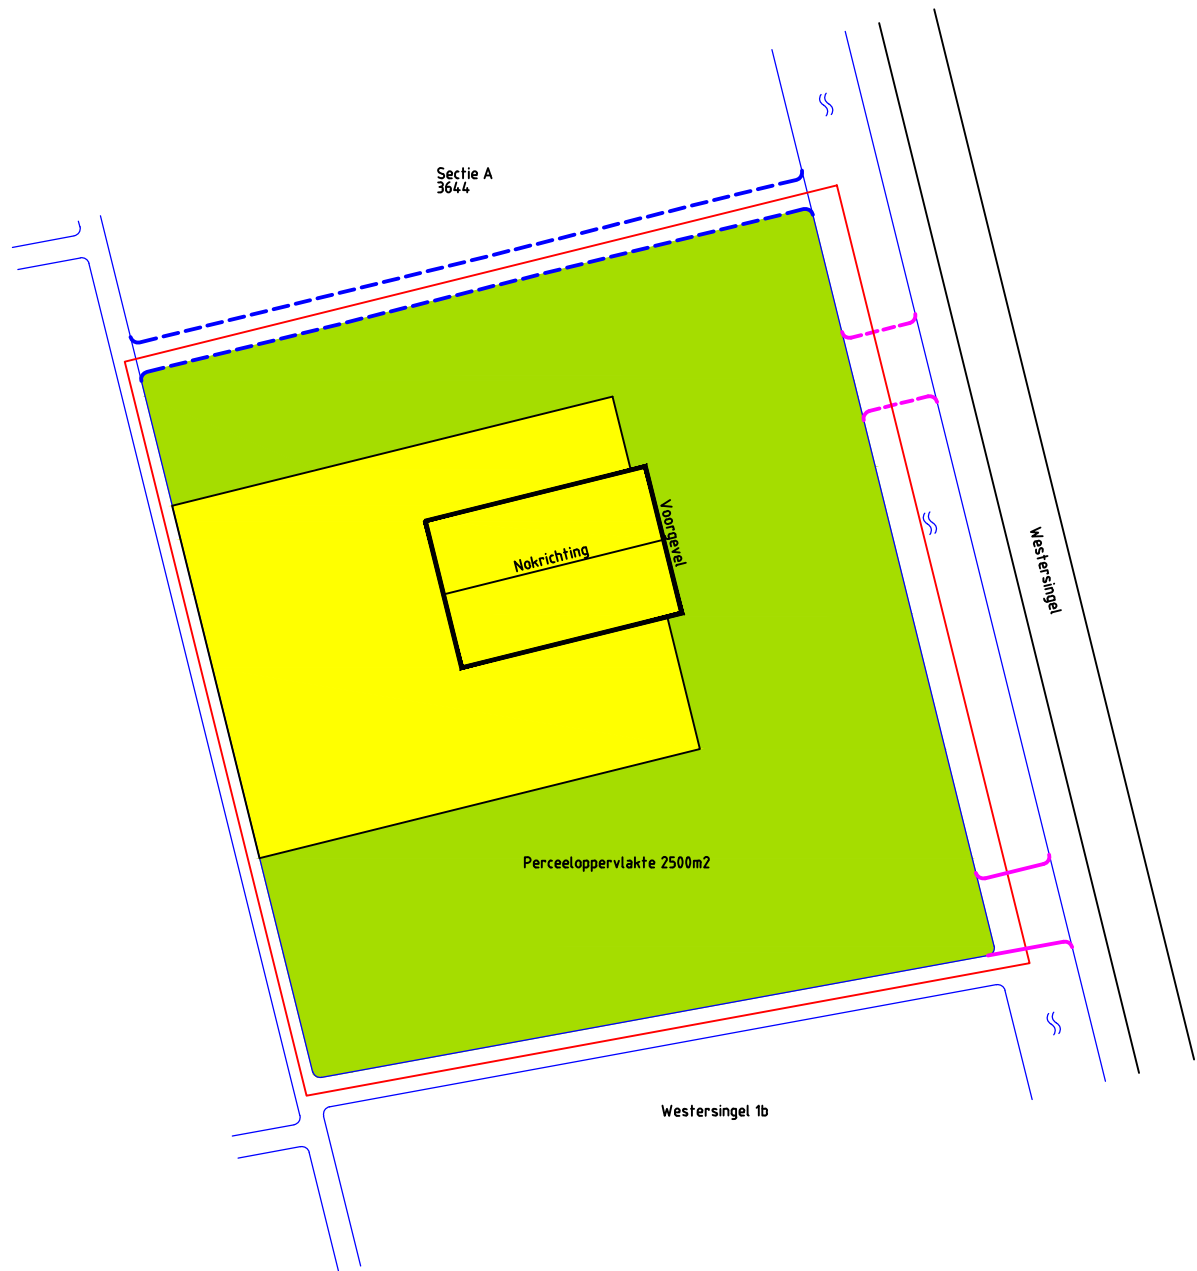 Sectie A
3644
Voorgevel
Nokrichting
Westersingel
Perceeloppervlakte 2500m2
Westersingel 1b